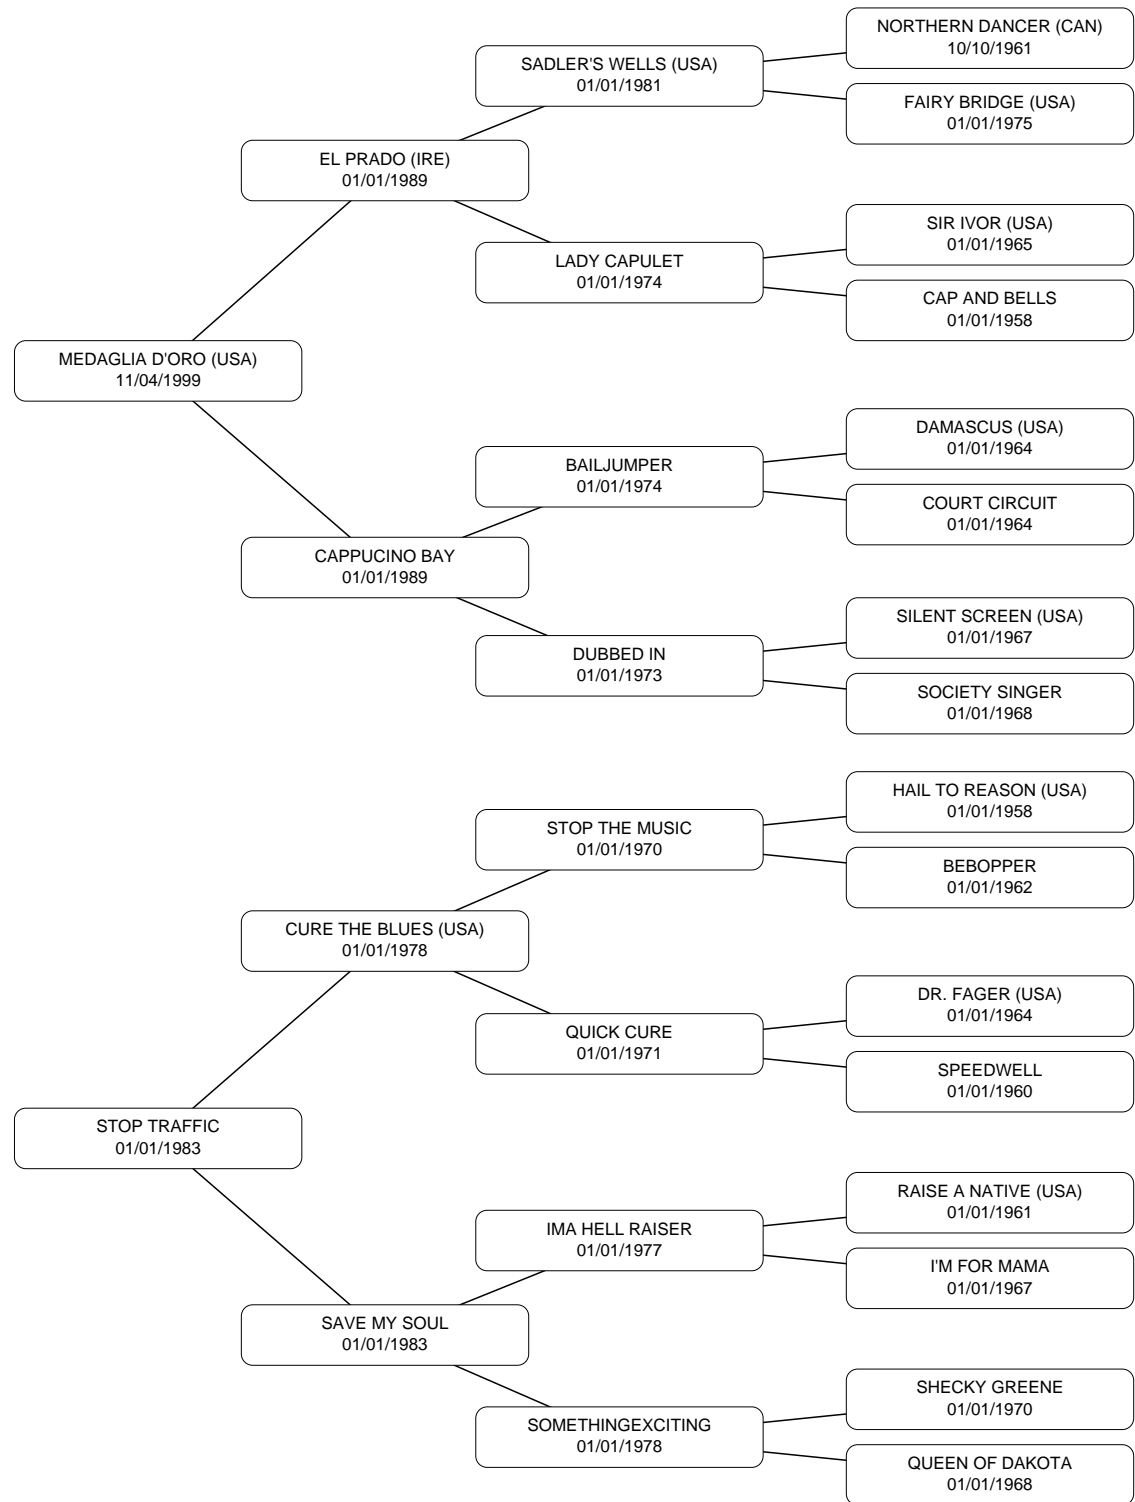 NORTHERN DANCER (CAN)
10/10/1961
SADLER'S WELLS (USA)
01/01/1981
FAIRY BRIDGE (USA)
01/01/1975
EL PRADO (IRE)
01/01/1989
SIR IVOR (USA)
01/01/1965
LADY CAPULET
01/01/1974
CAP AND BELLS
01/01/1958
MEDAGLIA D'ORO (USA)
11/04/1999
DAMASCUS (USA)
01/01/1964
BAILJUMPER
01/01/1974
COURT CIRCUIT
01/01/1964
CAPPUCINO BAY
01/01/1989
SILENT SCREEN (USA)
01/01/1967
DUBBED IN
01/01/1973
SOCIETY SINGER
01/01/1968
HAIL TO REASON (USA)
01/01/1958
STOP THE MUSIC
01/01/1970
BEBOPPER
01/01/1962
CURE THE BLUES (USA)
01/01/1978
DR. FAGER (USA)
01/01/1964
QUICK CURE
01/01/1971
SPEEDWELL
01/01/1960
STOP TRAFFIC
01/01/1983
RAISE A NATIVE (USA)
01/01/1961
IMA HELL RAISER
01/01/1977
I'M FOR MAMA
01/01/1967
SAVE MY SOUL
01/01/1983
SHECKY GREENE
01/01/1970
SOMETHINGEXCITING
01/01/1978
QUEEN OF DAKOTA
01/01/1968